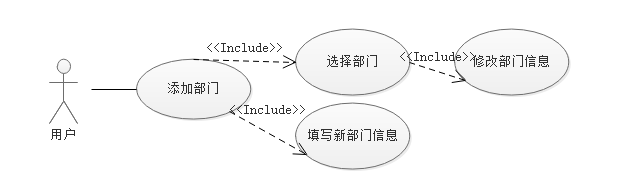 <<Include>>
选择部门
<<Include>>
修改部门信息
添加部门
<<Include>>
用户
填写新部门信息